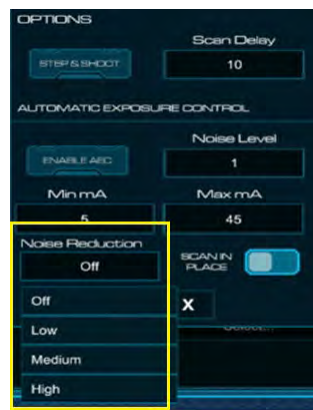 OPTIONS
Scan Delay
STEP & SHOOT
10
AUTOMATIC EXPOSURE CONTROL
Noise Level
ENABLE AEC
1
Min mA
Max mA
5
45
Noise Reduction
Off
SCAN IN
PLACE
Off
X
Low
Medium
High